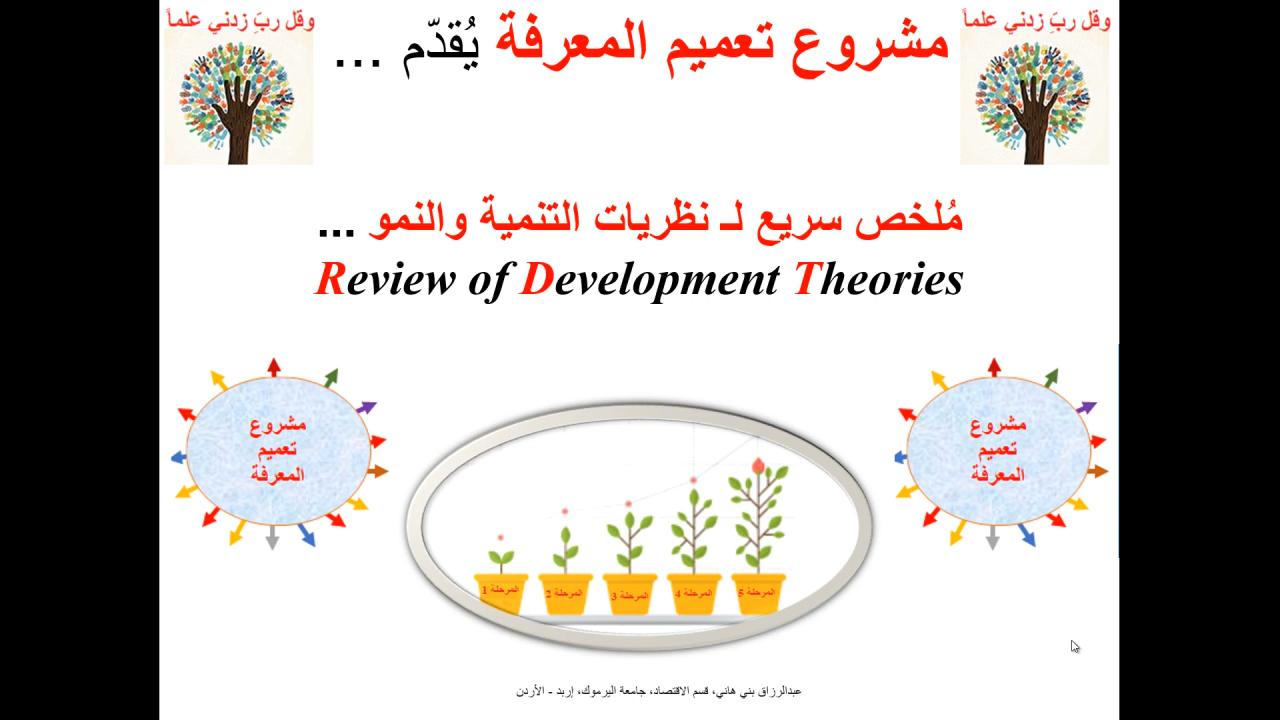 وقل ربِّ زدني علماً
مشروع تعميم المعرفة يُقدّم ...
وقل ربِّ زدني علماً
مُلخص سريع لـ نظريات التنمية والنمو ...
Review of Development Theories
مشروع
تعميم
المعرفة
مشروع
تعميم
المعرفة
المرحلة 1
المرحلة 2
المرحلة 3
المرحلة 4
المرحلة 5
عبدالرزاق بني هاني، قسم الاقتصاد، جامعة اليرموك، إربد - الأردن